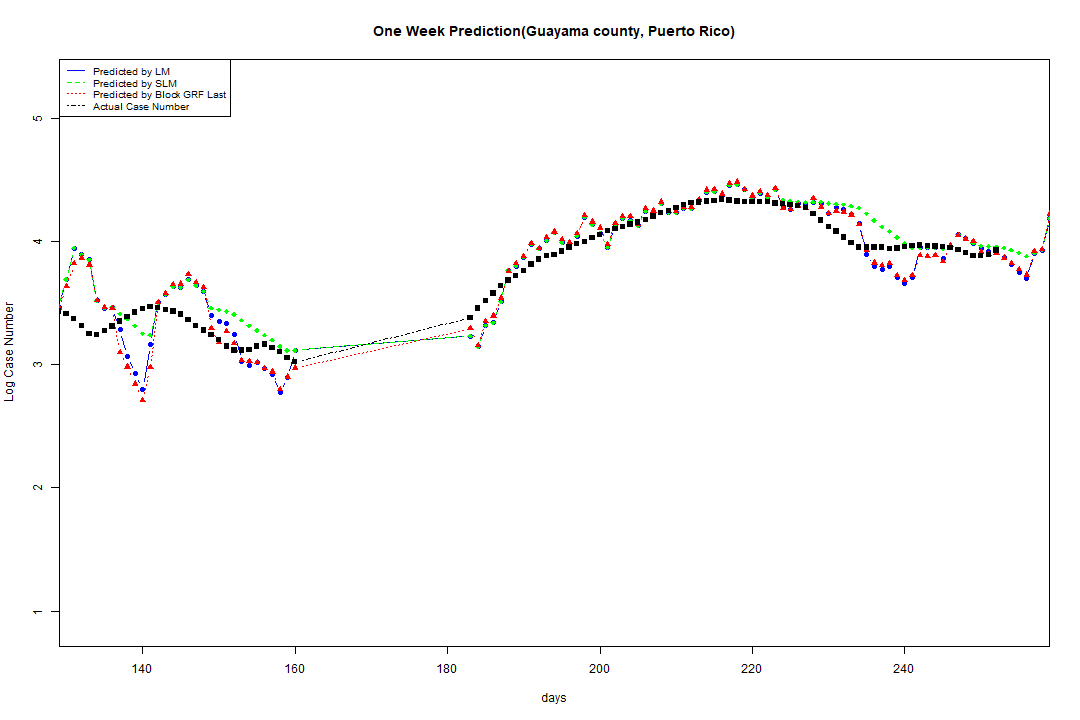 One Week Prediction(Guayama county, Puerto Rico)
Predicted by LM
Predicted by SLM
Predicted by Block GRF Last
Actual Case Number
5
4
3
2
1
Log Case Number
140 160 180 200 220 240
days